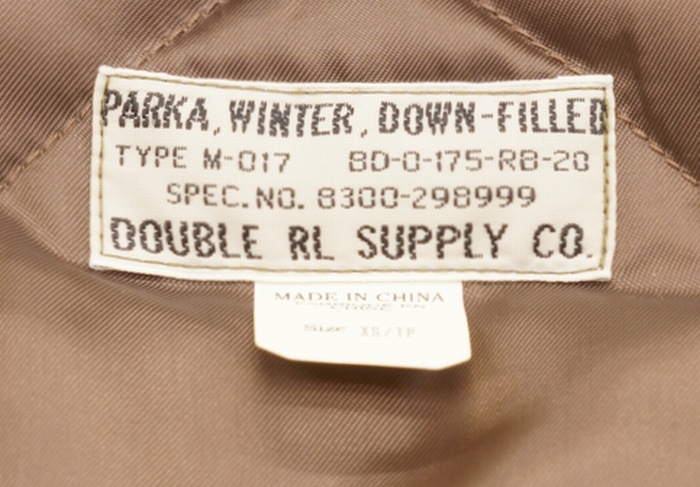 PARKA, WINTER, DOWN-FILLED
TYPE M-017 BD-0-175-RB-20
SPEC.NO. 8300-298999
DOUBLE RL SUPPLY CO.
MADE IN CHINA
Size XS/TP